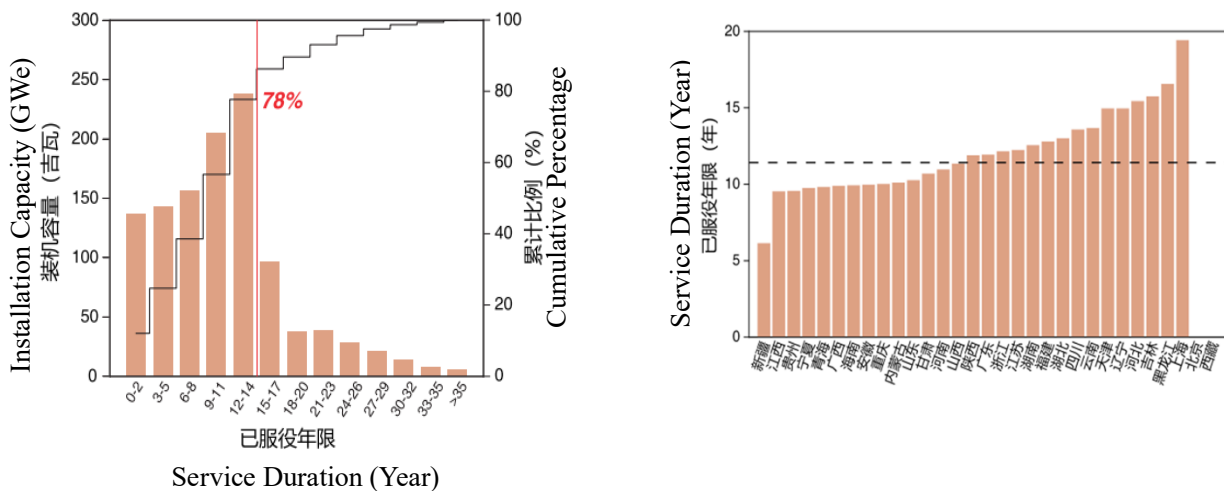 Installation Capacity (GWe)
装机容量（吉瓦）
300
250
200
150
100
50
0
78%
100
80
60
40
20
0
累计比例（%）
Cumulative Percentage
0-2
3-5
6-8
9-11
12-14
15-17
18-20
21-23
24-26
27-29
30-32
33-35
>35
已服役年限
Service Duration (Year)
Service Duration (Year)
已服役年限（年）
20
15
10
5
0
新疆
江西
贵州
宁夏
青海
广西
海南
安徽
重庆
内蒙古
山东
甘肃
河南
山西
陕西
广东
浙江
江苏
湖南
福建
湖北
四川
云南
天津
辽宁
河北
吉林
黑龙江
上海
北京
西藏